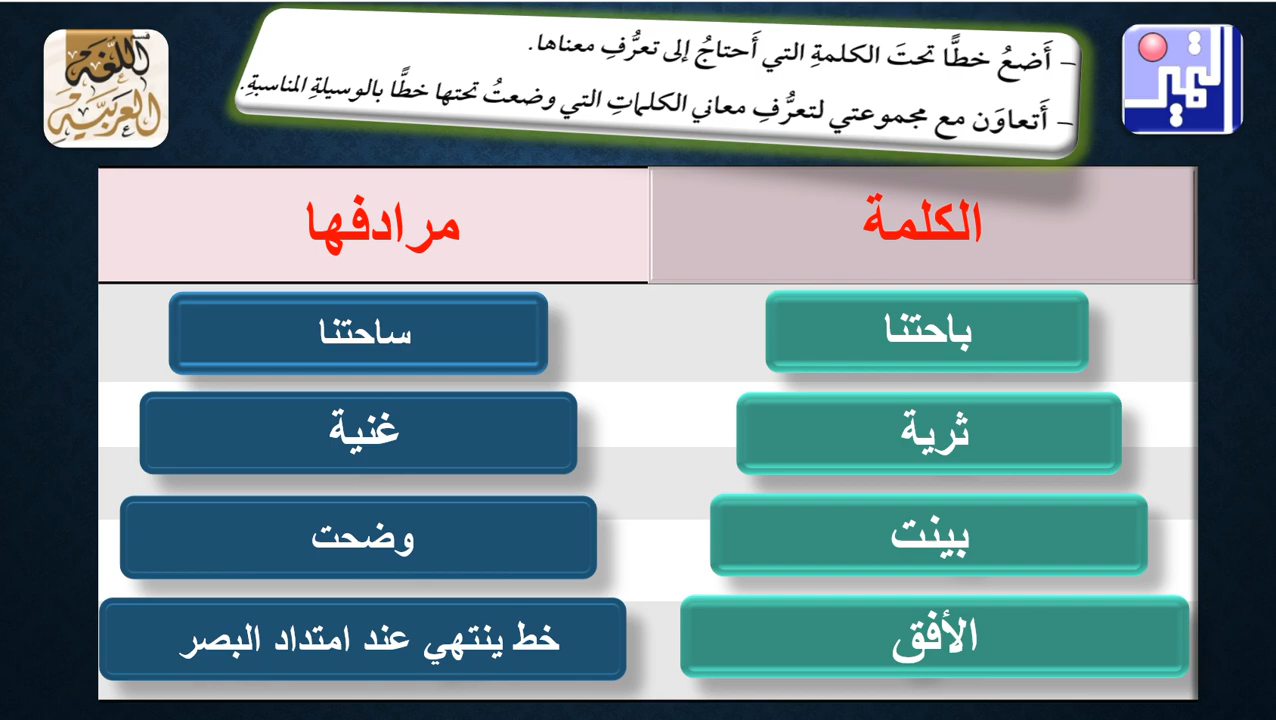 – أَضعُ خطًّا تحتَ الكلمةِ التي أَحتاجُ إلى تعرُّفِ معناها.
– أَتعاوَن مع مجموعتي لتعرُّفِ معاني الكلماتِ التي وضعتُ تحتها خطًّا بالوسيلةِ المناسبةِ.
اللغة
العربية
التميز
الكلمة
مرادفها
باحتنا
ساحتنا
ثرية
غنية
بينت
وضحت
الأفق
خط ينتهي عند امتداد البصر